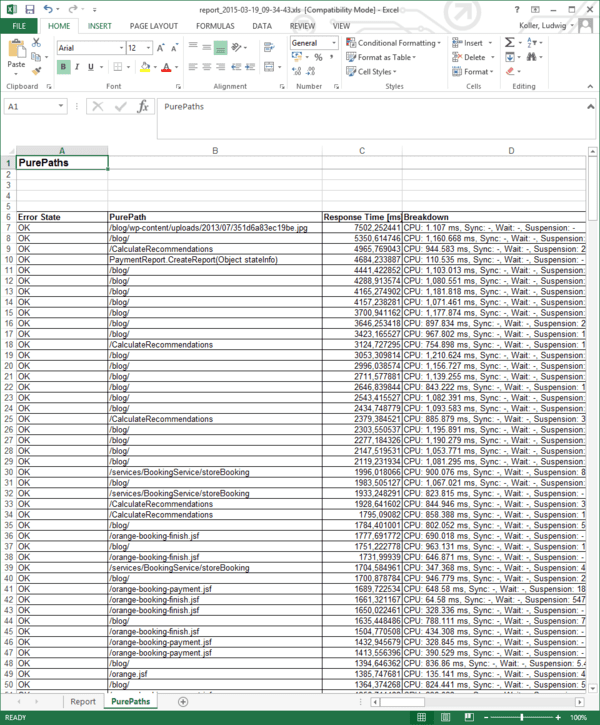 report_2015-03-19_09-34-43.xls [Compatibility Mode] - Excel
FILE HOME INSERT PAGE LAYOUT FORMULAS DATA REVIEW VIEW Koller, Ludwig
Paste Arial 12 General Conditional Formatting Insert
Format as Table Delete
Cell Styles Format
Clipboard Font Alignment Number Styles Cells Editing
A1 PurePaths
A B C D
1 PurePaths
2
3
4
5
6 Error State PurePath Response Time [ms] Breakdown
7 OK /blog/wp-content/uploads/2013/07/351d6a83ec19be.jpg 7502,252441 CPU: 1.107 ms, Sync: -, Wait: -, Suspension: -
8 OK /blog/ 5350,614746 CPU: 1,160.668 ms, Sync: -, Wait: -, Suspension:
9 OK /CalculateRecommendations 4965,769043 CPU: 944.583 ms, Sync: -, Wait: -, Suspension: 2
10 OK PaymentReport.CreateReport(Object stateInfo) 4684,233887 CPU: 110.535 ms, Sync: -, Wait: -, Suspension: -
11 OK /blog/ 4441,422852 CPU: 1,103.013 ms, Sync: -, Wait: -, Suspension:
12 OK /blog/ 4288,913574 CPU: 1,080.551 ms, Sync: -, Wait: -, Suspension:
13 OK /blog/ 4165,274902 CPU: 1,181.818 ms, Sync: -, Wait: -, Suspension:
14 OK /blog/ 4157,238281 CPU: 1,071.461 ms, Sync: -, Wait: -, Suspension:
15 OK /blog/ 3700,941162 CPU: 1,177.874 ms, Sync: -, Wait: -, Suspension:
16 OK /blog/ 3646,253418 CPU: 897.834 ms, Sync: -, Wait: -, Suspension: 2
17 OK /blog/ 3423,165527 CPU: 967.802 ms, Sync: -, Wait: -, Suspension: 1
18 OK /CalculateRecommendations 3124,727295 CPU: 754.898 ms, Sync: -, Wait: -, Suspension: 1
19 OK /blog/ 3053,309814 CPU: 1,210.624 ms, Sync: -, Wait: -, Suspension:
20 OK /blog/ 2996,038574 CPU: 1,156.727 ms, Sync: -, Wait: -, Suspension:
21 OK /blog/ 2711,577881 CPU: 1,139.255 ms, Sync: -, Wait: -, Suspension:
22 OK /blog/ 2646,839844 CPU: 843.222 ms, Sync: -, Wait: -, Suspension: 1
23 OK /blog/ 2543,415527 CPU: 1,082.391 ms, Sync: -, Wait: -, Suspension:
24 OK /blog/ 2434,748779 CPU: 1,093.583 ms, Sync: -, Wait: -, Suspension:
25 OK /CalculateRecommendations 2379,384521 CPU: 885.879 ms, Sync: -, Wait: -, Suspension: 3
26 OK /blog/ 2303,550537 CPU: 1,195.891 ms, Sync: -, Wait: -, Suspension:
27 OK /blog/ 2277,184326 CPU: 1,190.279 ms, Sync: -, Wait: -, Suspension:
28 OK /blog/ 2147,519531 CPU: 1,053.771 ms, Sync: -, Wait: -, Suspension:
29 OK /blog/ 2119,231934 CPU: 1,081.295 ms, Sync: -, Wait: -, Suspension:
30 OK /services/BookingService/storeBooking 1996,018066 CPU: 900.076 ms, Sync: -, Wait: -, Suspension: 8
31 OK /blog/ 1983,505127 CPU: 1,067.021 ms, Sync: -, Wait: -, Suspension:
32 OK /services/BookingService/storeBooking 1933,248291 CPU: 823.815 ms, Sync: -, Wait: -, Suspension: -
33 OK /CalculateRecommendations 1928,641602 CPU: 844.946 ms, Sync: -, Wait: -, Suspension: 3
34 OK /CalculateRecommendations 1795,09082 CPU: 858.388 ms, Sync: -, Wait: -, Suspension: 1
35 OK /blog/ 1784,401001 CPU: 802.052 ms, Sync: -, Wait: -, Suspension: 5
36 OK /orange-booking-finish.jsf 1777,691772 CPU: 690.018 ms, Sync: -, Wait: -, Suspension: -
37 OK /blog/ 1751,222778 CPU: 963.131 ms, Sync: -, Wait: -, Suspension: 1
38 OK /orange-booking-finish.jsf 1731,99939 CPU: 646.871 ms, Sync: -, Wait: -, Suspension: -
39 OK /services/BookingService/storeBooking 1704,584961 CPU: 347.368 ms, Sync: -, Wait: -, Suspension: 4
40 OK /blog/ 1700,878784 CPU: 946.779 ms, Sync: -, Wait: -, Suspension: 2
41 OK /orange-booking-payment.jsf 1689,722534 CPU: 648.58 ms, Sync: -, Wait: -, Suspension: 18
42 OK /orange-booking-finish.jsf 1661,321167 CPU: 64.58 ms, Sync: -, Wait: -, Suspension: 547
43 OK /orange-booking-finish.jsf 1650,022461 CPU: 328.336 ms, Sync: -, Wait: -, Suspension: -
44 OK /blog/ 1635,448486 CPU: 788.111 ms, Sync: -, Wait: -, Suspension: 7
45 OK /orange-booking-finish.jsf 1504,770508 CPU: 434.308 ms, Sync: -, Wait: -, Suspension: -
46 OK /orange-booking-payment.jsf 1432,945679 CPU: 328.845 ms, Sync: -, Wait: -, Suspension: -
47 OK /orange-booking-payment.jsf 1413,556396 CPU: 390.529 ms, Sync: -, Wait: -, Suspension: -
48 OK /blog/ 1394,646362 CPU: 836.86 ms, Sync: -, Wait: -, Suspension: 5.4
49 OK /orange.jsf 1385,747681 CPU: 135.141 ms, Sync: -, Wait: -, Suspension: 4
50 OK /blog/ 1364,374268 CPU: 824.441 ms, Sync: -, Wait: -, Suspension: 5
Report PurePaths
READY 100%